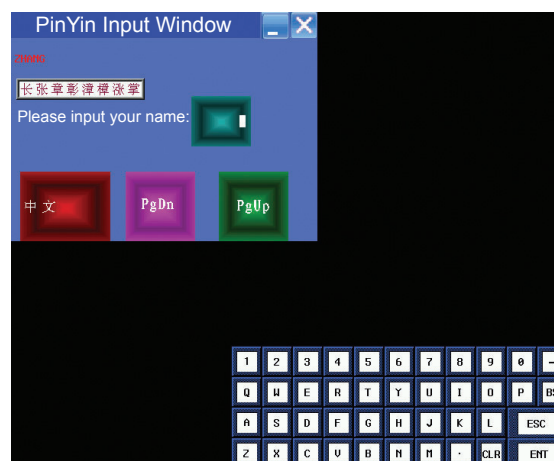 PinYin Input Window
ZHANG
长张章彰漳樟涨掌
Please input your name:
中文 PgDn PgUp
1 2 3 4 5 6 7 8 9 0 -
Q W E R T Y U I O P BS
A S D F G H J K L ESC
Z X C V B N M . CLR ENT